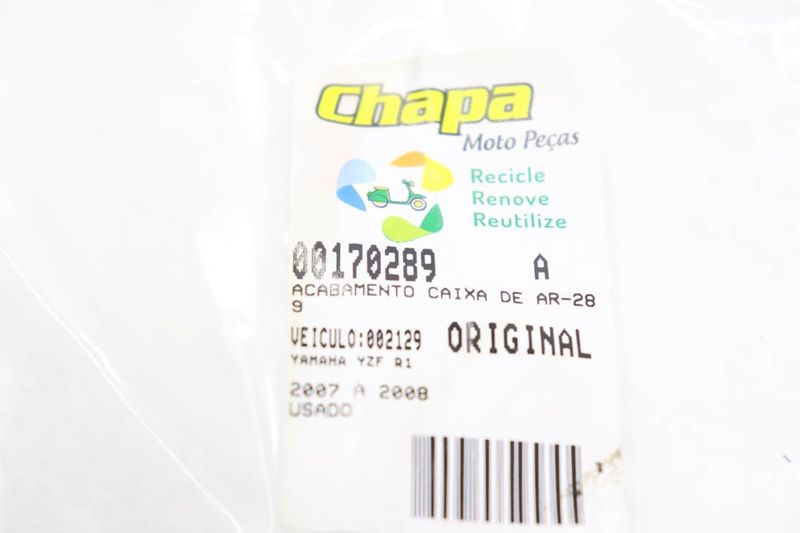 Chapa
Moto Peças
Recicle
Renove
Reutilize
00170289 A
ACABAMENTO CAIXA DE AR-28
9
VEICULO:002129 ORIGINAL
YAMAHA YZF R1
2007 A 2008
USADO